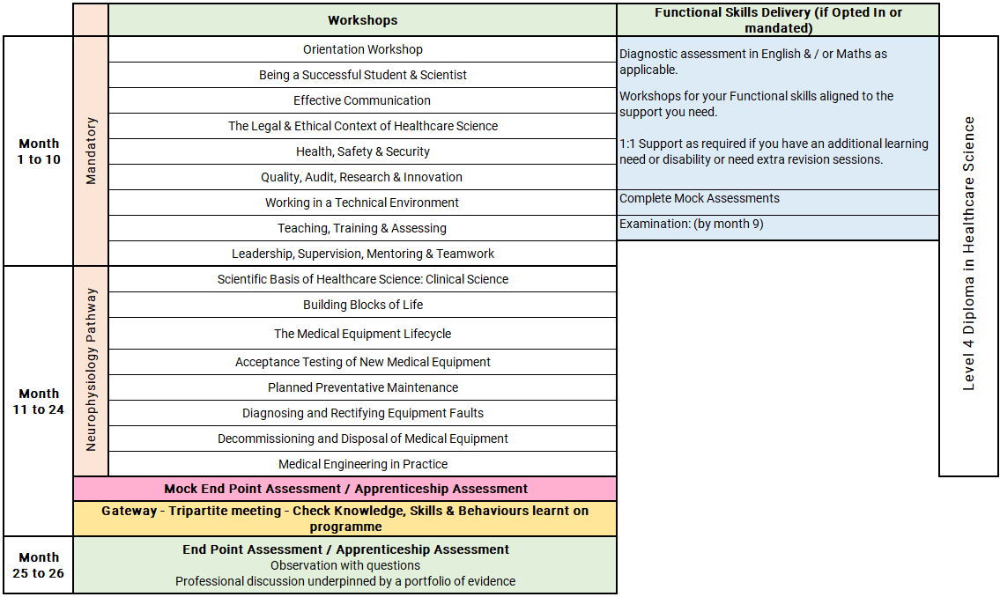 Workshops
Functional Skills Delivery (if Opted In or
mandated)
Month
1 to 10
Mandatory
Orientation Workshop
Being a Successful Student & Scientist
Effective Communication
The Legal & Ethical Context of Healthcare Science
Health, Safety & Security
Quality, Audit, Research & Innovation
Working in a Technical Environment
Teaching, Training & Assessing
Leadership, Supervision, Mentoring & Teamwork
Diagnostic assessment in English & / or Maths as
applicable.
Workshops for your Functional skills aligned to the
support you need.
1:1 Support as required if you have an additional learning
need or disability or need extra revision sessions.
Complete Mock Assessments
Examination: (by month 9)
Level 4 Diploma in Healthcare Science
Month
11 to 24
Neurophysiology Pathway
Scientific Basis of Healthcare Science: Clinical Science
Building Blocks of Life
The Medical Equipment Lifecycle
Acceptance Testing of New Medical Equipment
Planned Preventative Maintenance
Diagnosing and Rectifying Equipment Faults
Decommissioning and Disposal of Medical Equipment
Medical Engineering in Practice
Mock End Point Assessment / Apprenticeship Assessment
Gateway - Tripartite meeting - Check Knowledge, Skills & Behaviours learnt on
programme
Month
25 to 26
End Point Assessment / Apprenticeship Assessment
Observation with questions
Professional discussion underpinned by a portfolio of evidence